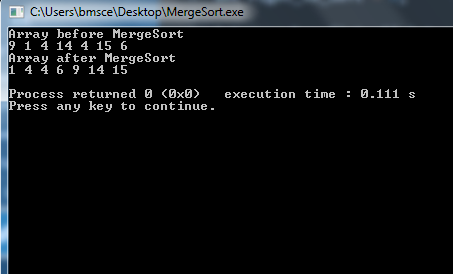 C:\Users\bmsce\Desktop\MergeSort.exe
Array before MergeSort
9 1 4 14 4 15 6
Array after MergeSort
1 4 4 6 9 14 15
Process returned 0 (0x0)   execution time : 0.111 s
Press any key to continue.